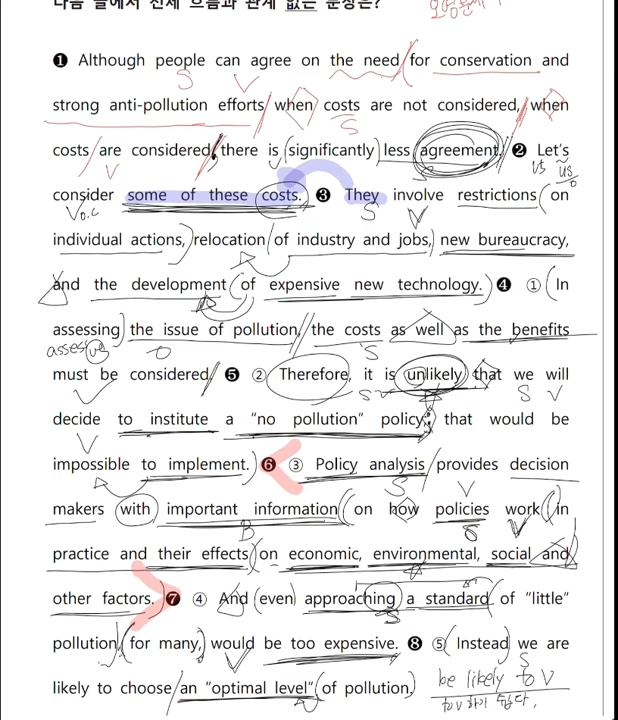 다음 글에서 전체 흐름과 관계 없는 문장은?
❶ Although people can agree on the need for conservation and
S V
strong anti-pollution efforts when costs are not considered, when
S
costs are considered, there is significantly less agreement. ❷ Let's
V V S us
consider some of these costs. ❸ They involve restrictions on
V O.C S V
individual actions, relocation of industry and jobs, new bureaucracy,
and the development of expensive new technology. ❹ ① In
assessing the issue of pollution, the costs as well as the benefits
assess O S
must be considered. ❺ ② Therefore, it is unlikely that we will
V S V S V
decide to institute a "no pollution" policy; that would be
V
impossible to implement. ❻ ③ Policy analysis provides decision
S V
makers with important information on how policies work in
B S V
practice and their effects on economic, environmental, social and
other factors. ❼ ④ And even approaching a standard of "little"
S
pollution, for many, would be too expensive. ❽ ⑤ Instead we are
V S
likely to choose an "optimal level" of pollution.
be likely to V
to V하기 쉽다.